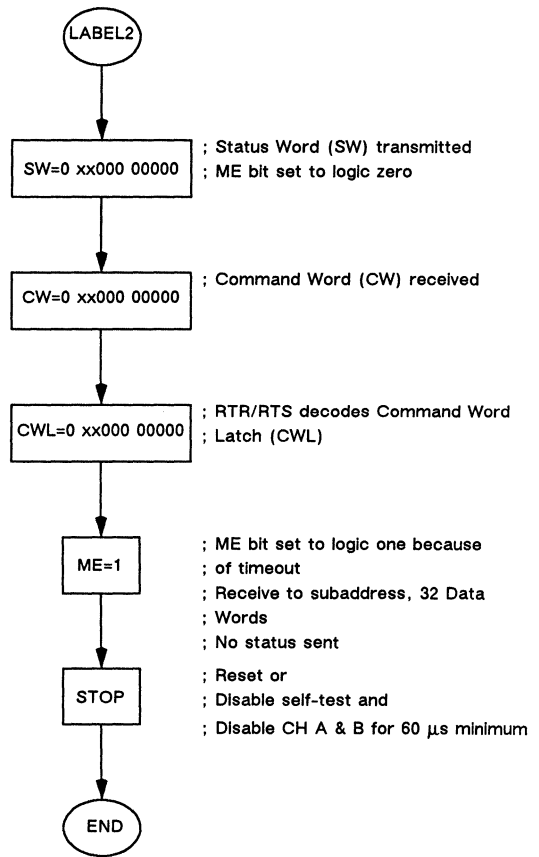 LABEL2
SW=0 xx000 00000
; Status Word (SW) transmitted
; ME bit set to logic zero
CW=0 xx000 00000
; Command Word (CW) received
CWL=0 xx000 00000
; RTR/RTS decodes Command Word
; Latch (CWL)
ME=1
; ME bit set to logic one because
; of timeout
; Receive to subaddress, 32 Data
; Words
; No status sent
STOP
; Reset or
; Disable self-test and
; Disable CH A & B for 60 μs minimum
END